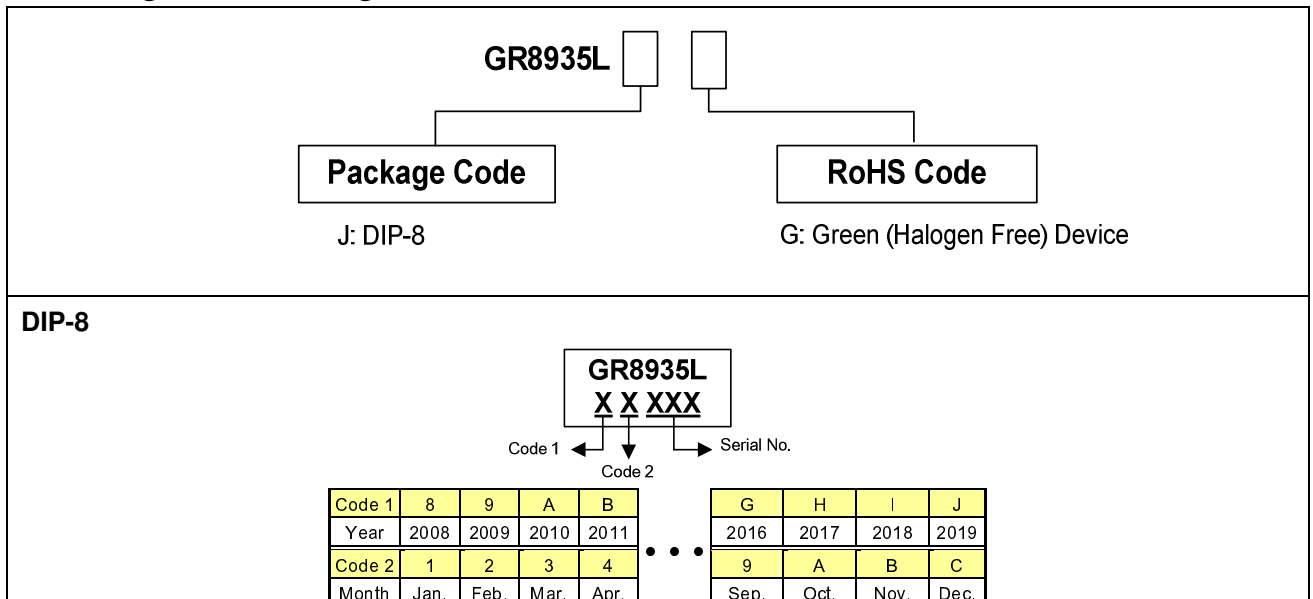 GR8935L
Package Code RoHS Code
J: DIP-8 G: Green (Halogen Free) Device
DIP-8
GR8935L
X X XXX
Code 1 Serial No.
Code 2
Code 1 8 9 A B G H I J
Year 2008 2009 2010 2011 • • • 2016 2017 2018 2019
Code 2 1 2 3 4 9 A B C
Month Jan. Feb. Mar. Apr. Sep. Oct. Nov. Dec.